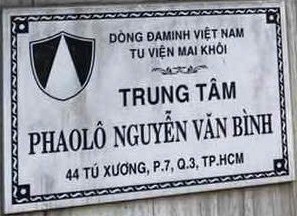 DÒNG ĐAMINH VIỆT NAM
TU VIỆN MAI KHÔI
TRUNG TÂM
PHAOLÔ NGUYỄN VĂN BÌNH
44 TÚ XƯƠNG, P.7, Q.3, TP.HCM